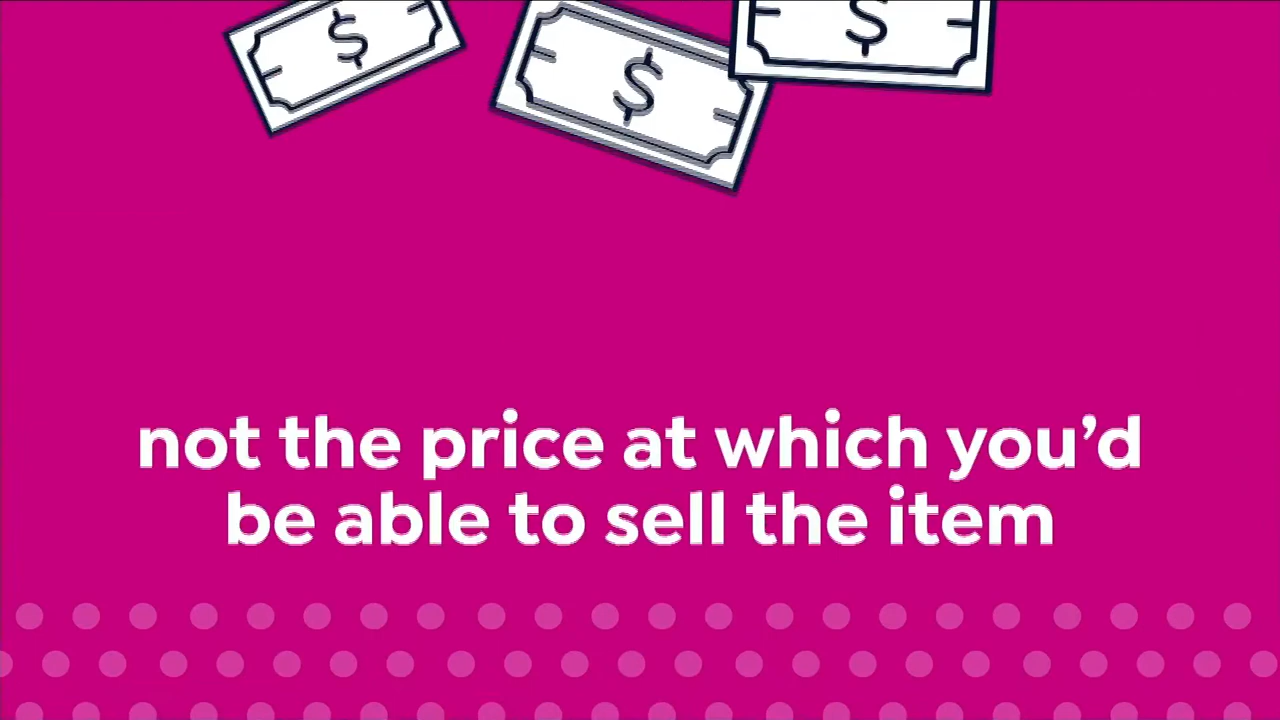 $
$
$
not the price at which you’d
be able to sell the item